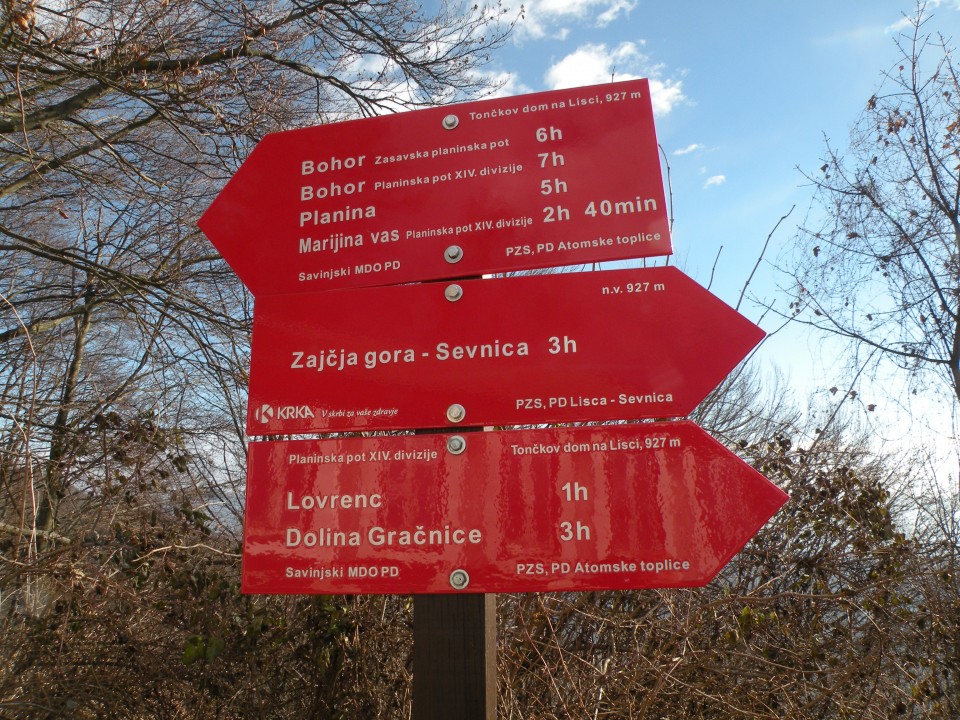 Tončkov dom na Lisci, 927 m
Bohor Zasavska planinska pot 6h
Bohor Planinska pot XIV. divizije 7h
Planina 5h
Marijina vas Planinska pot XIV. divizije 2h 40min
Savinjski MDO PD PZS, PD Atomske toplice
n.v. 927 m
Zajčja gora - Sevnica 3h
KRKA V skrbi za vaše zdravje PZS, PD Lisca - Sevnica
Planinska pot XIV. divizije Tončkov dom na Lisci, 927 m
Lovrenc 1h
Dolina Gračnice 3h
Savinjski MDO PD PZS, PD Atomske toplice